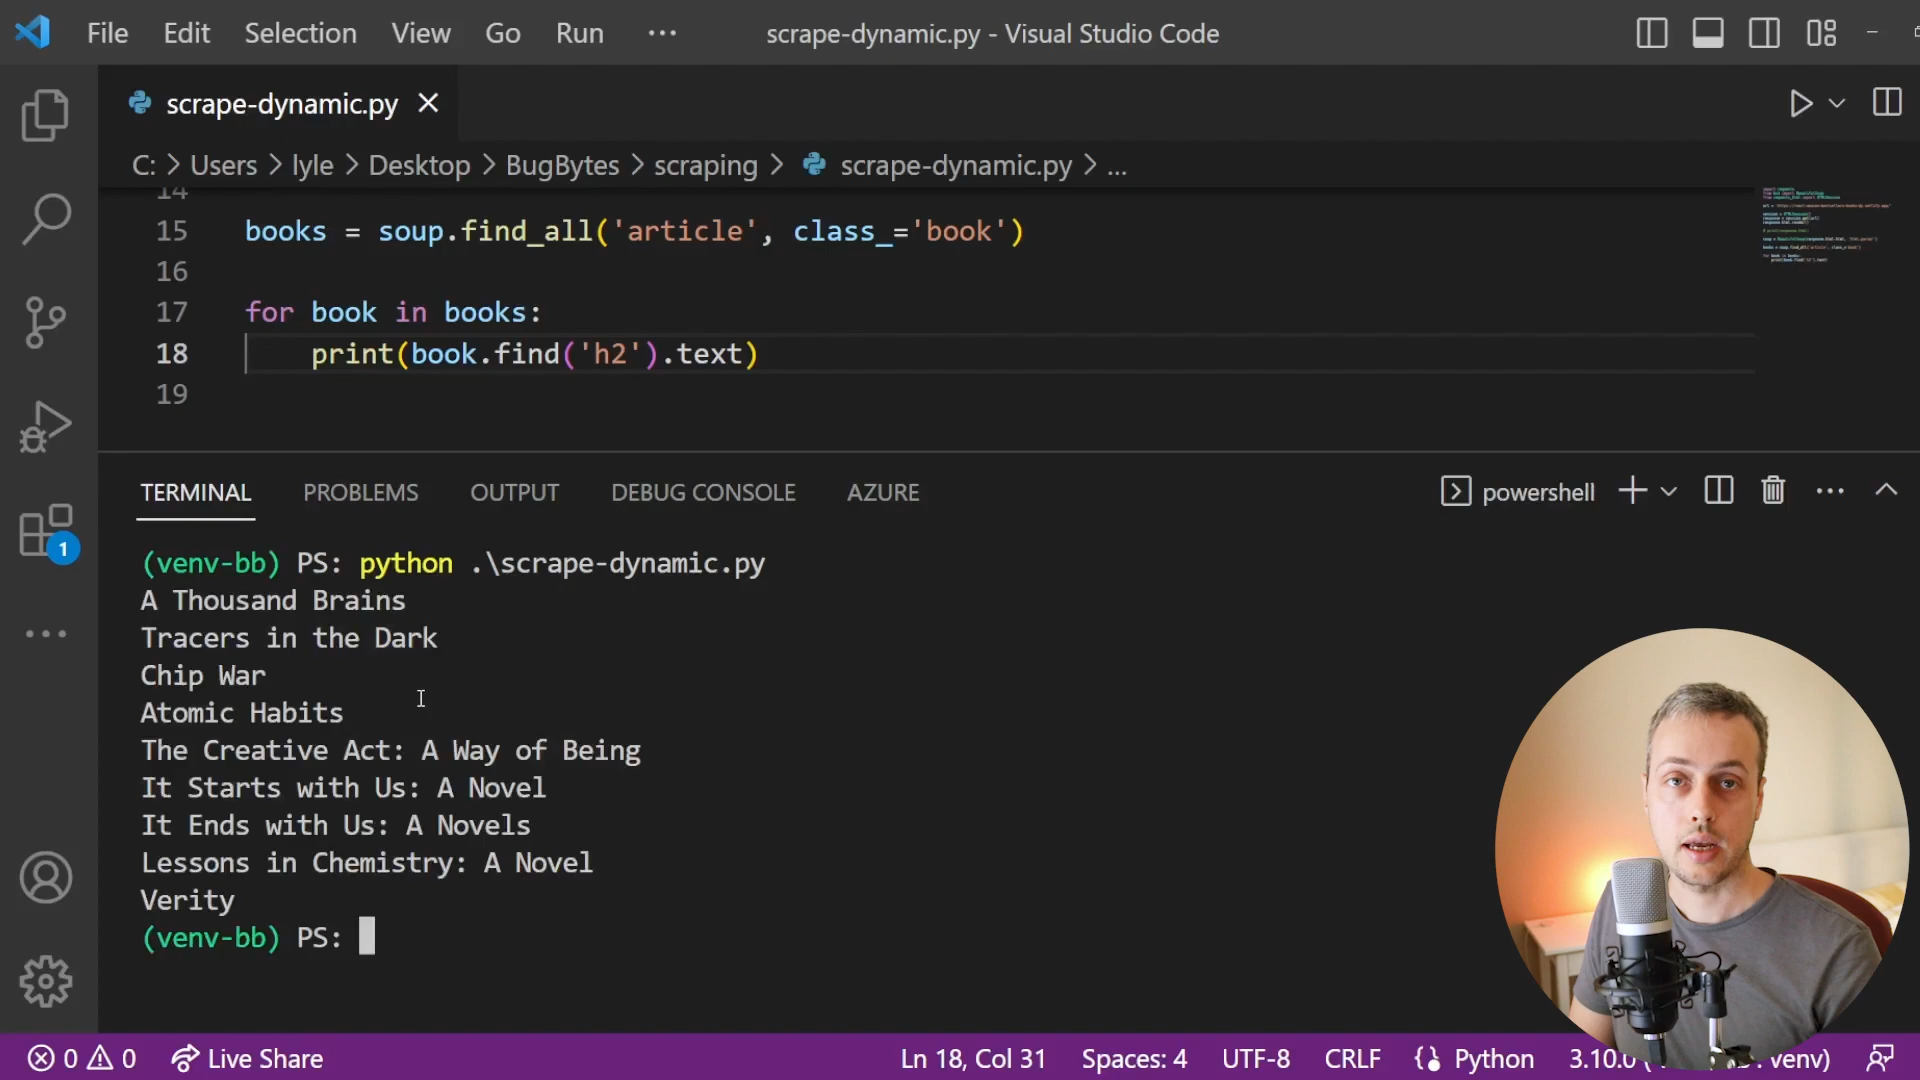 File Edit Selection View Go Run ... scrape-dynamic.py - Visual Studio Code
scrape-dynamic.py
C: > Users > lyle > Desktop > BugBytes > scraping > scrape-dynamic.py > ...
14
15 books = soup.find_all('article', class_='book')
16
17 for book in books:
18 print(book.find('h2').text)
19
TERMINAL PROBLEMS OUTPUT DEBUG CONSOLE AZURE powershell
(venv-bb) PS: python .\scrape-dynamic.py
A Thousand Brains
Tracers in the Dark
Chip War
Atomic Habits
The Creative Act: A Way of Being
It Starts with Us: A Novel
It Ends with Us: A Novels
Lessons in Chemistry: A Novel
Verity
(venv-bb) PS:
1
0 0 Live Share Ln 18, Col 31 Spaces: 4 UTF-8 CRLF Python 3.10.0 venv)